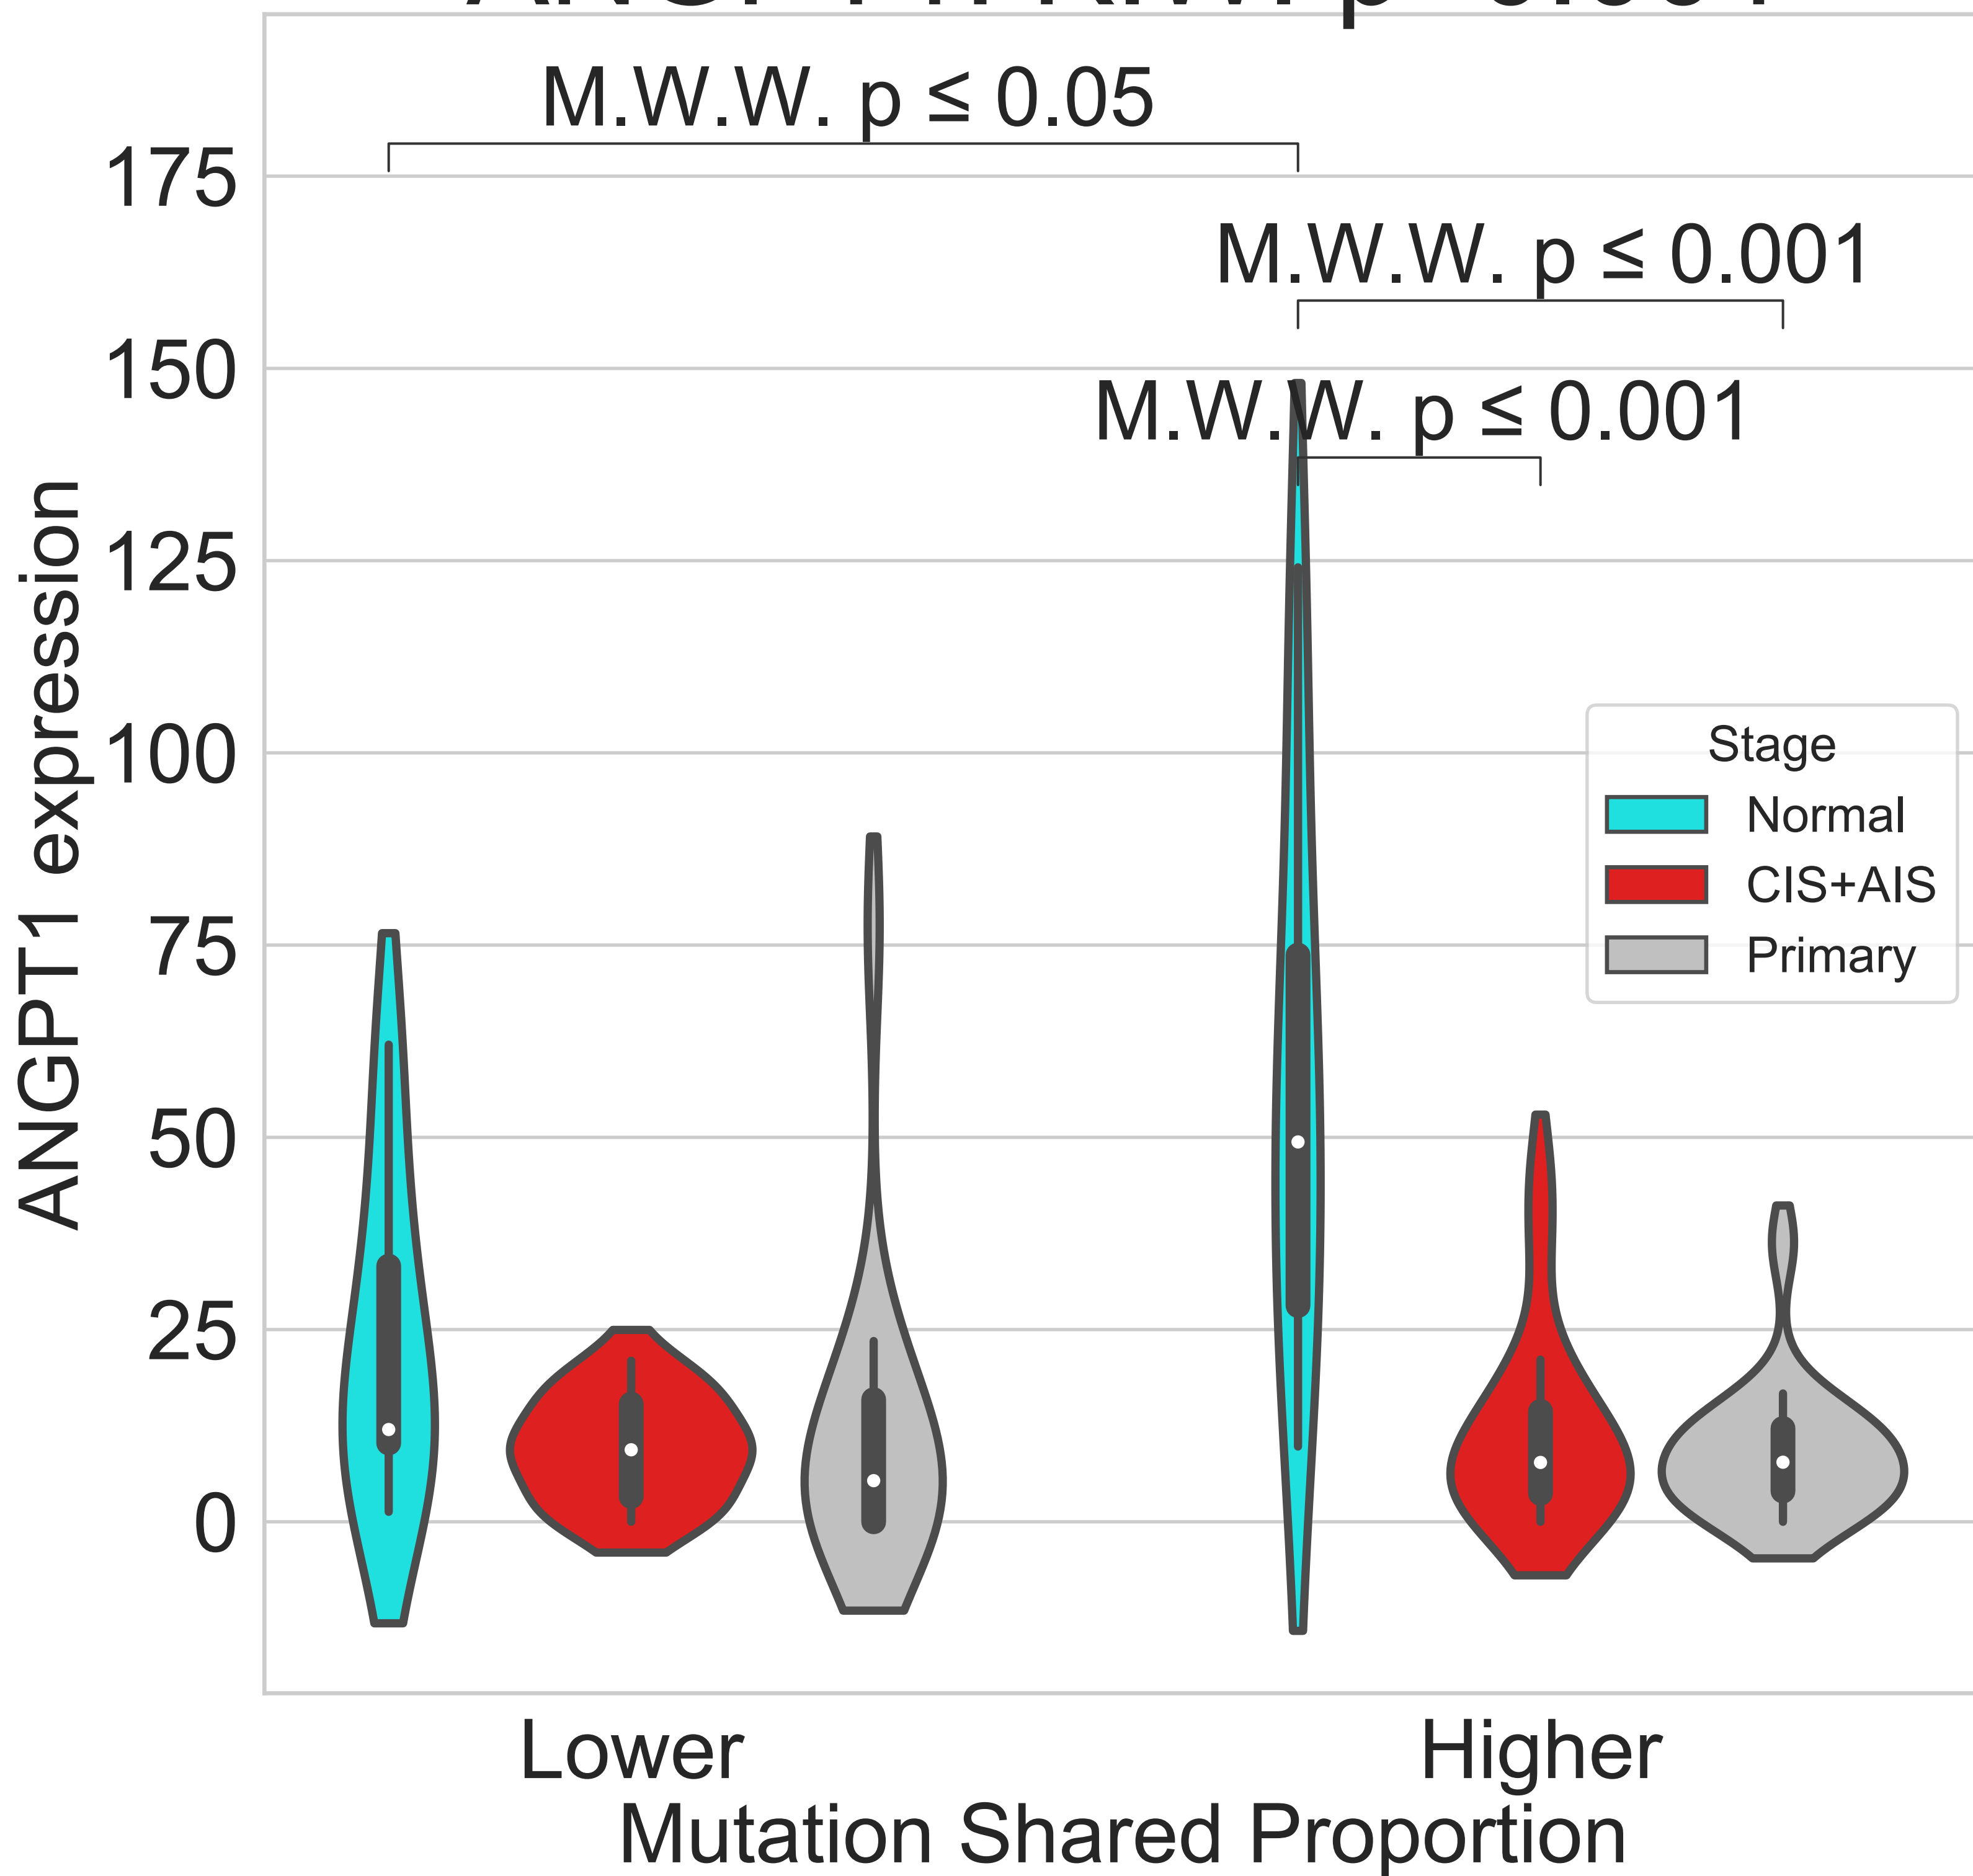 M.W.W. p ≤ 0.05
175
M.W.W. p ≤ 0.001
150
M.W.W. p ≤ 0.001
125
100
75
50
25
0
ANGPT1 expression
Stage
Normal
CIS+AIS
Primary
Lower
Higher
Mutation Shared Proportion